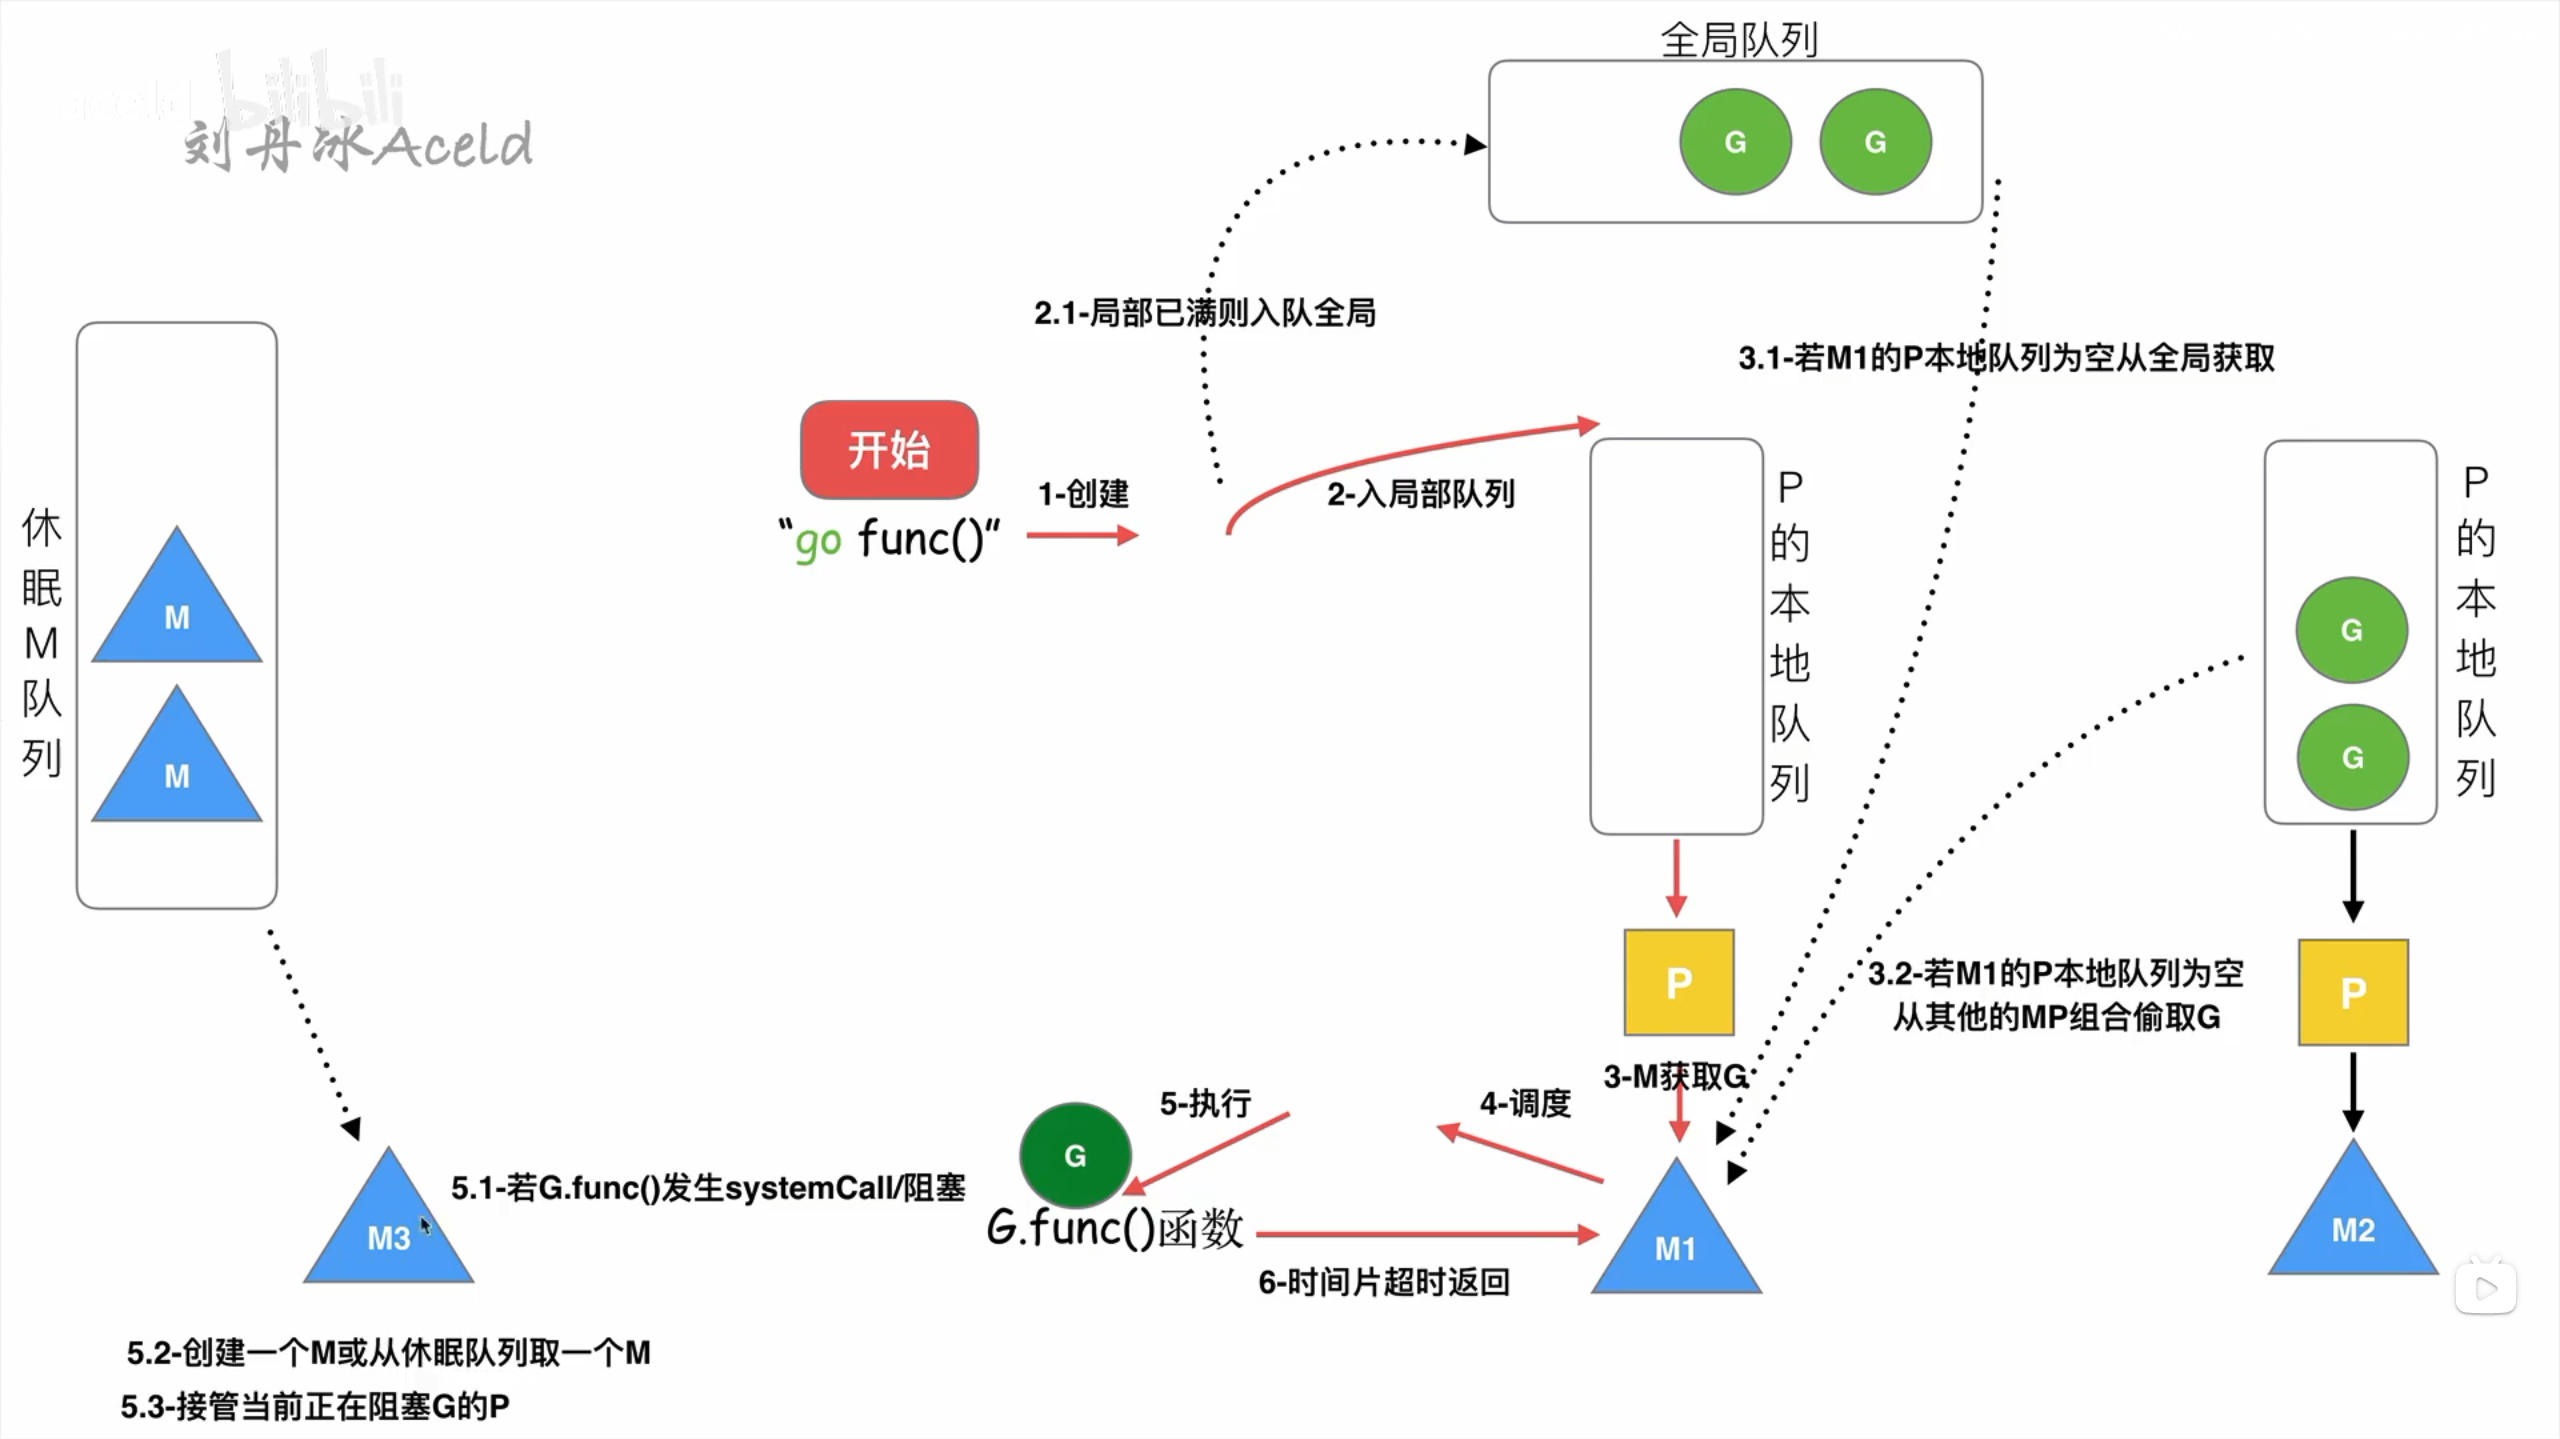 全局队列
G G
bilibili
刘丹冰Aceld
2.1-局部已满则入队全局
3.1-若M1的P本地队列为空从全局获取
开始
“go func()”
1-创建
2-入局部队列
P的本地队列
P的本地队列
G
G
休眠M队列
M
M
P
P
3.2-若M1的P本地队列为空
从其他的MP组合偷取G
3-M获取G
5-执行
4-调度
G
G.func()函数
5.1-若G.func()发生systemCall/阻塞
M3
M1
M2
6-时间片超时返回
5.2-创建一个M或从休眠队列取一个M
5.3-接管当前正在阻塞G的P